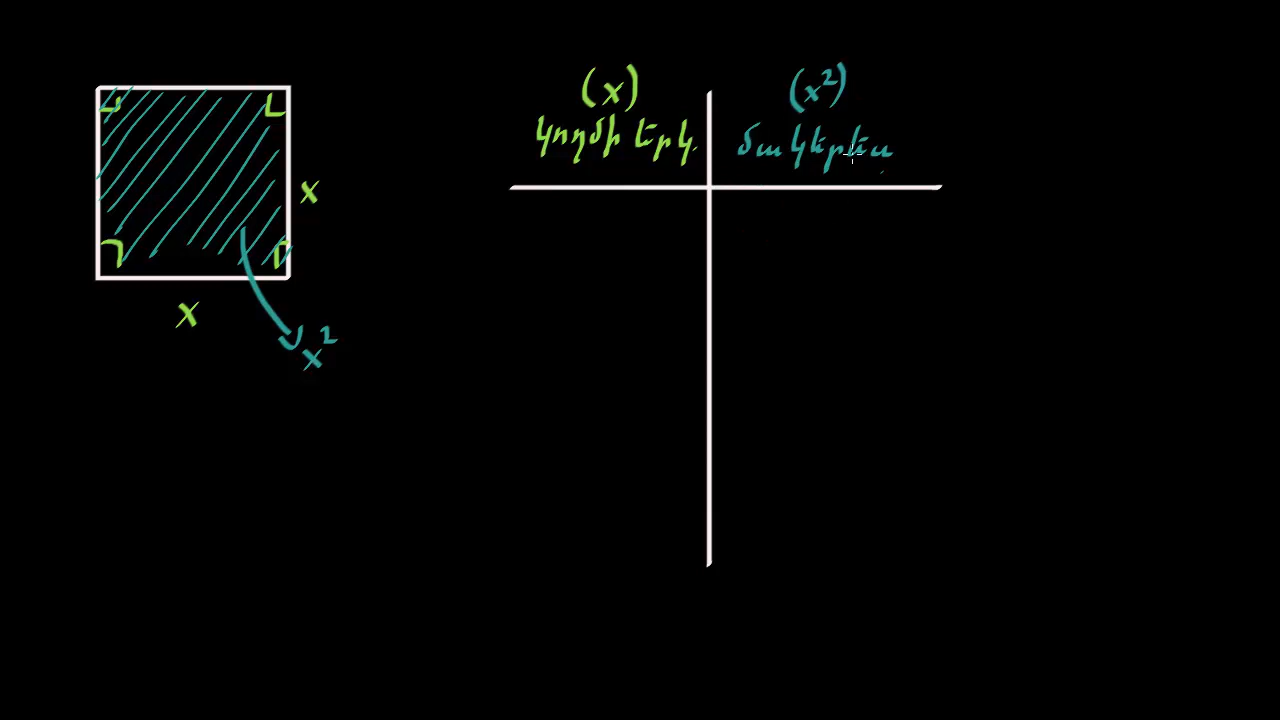 x
x
x²
(x)
կողմի երկ.
(x²)
մակերես